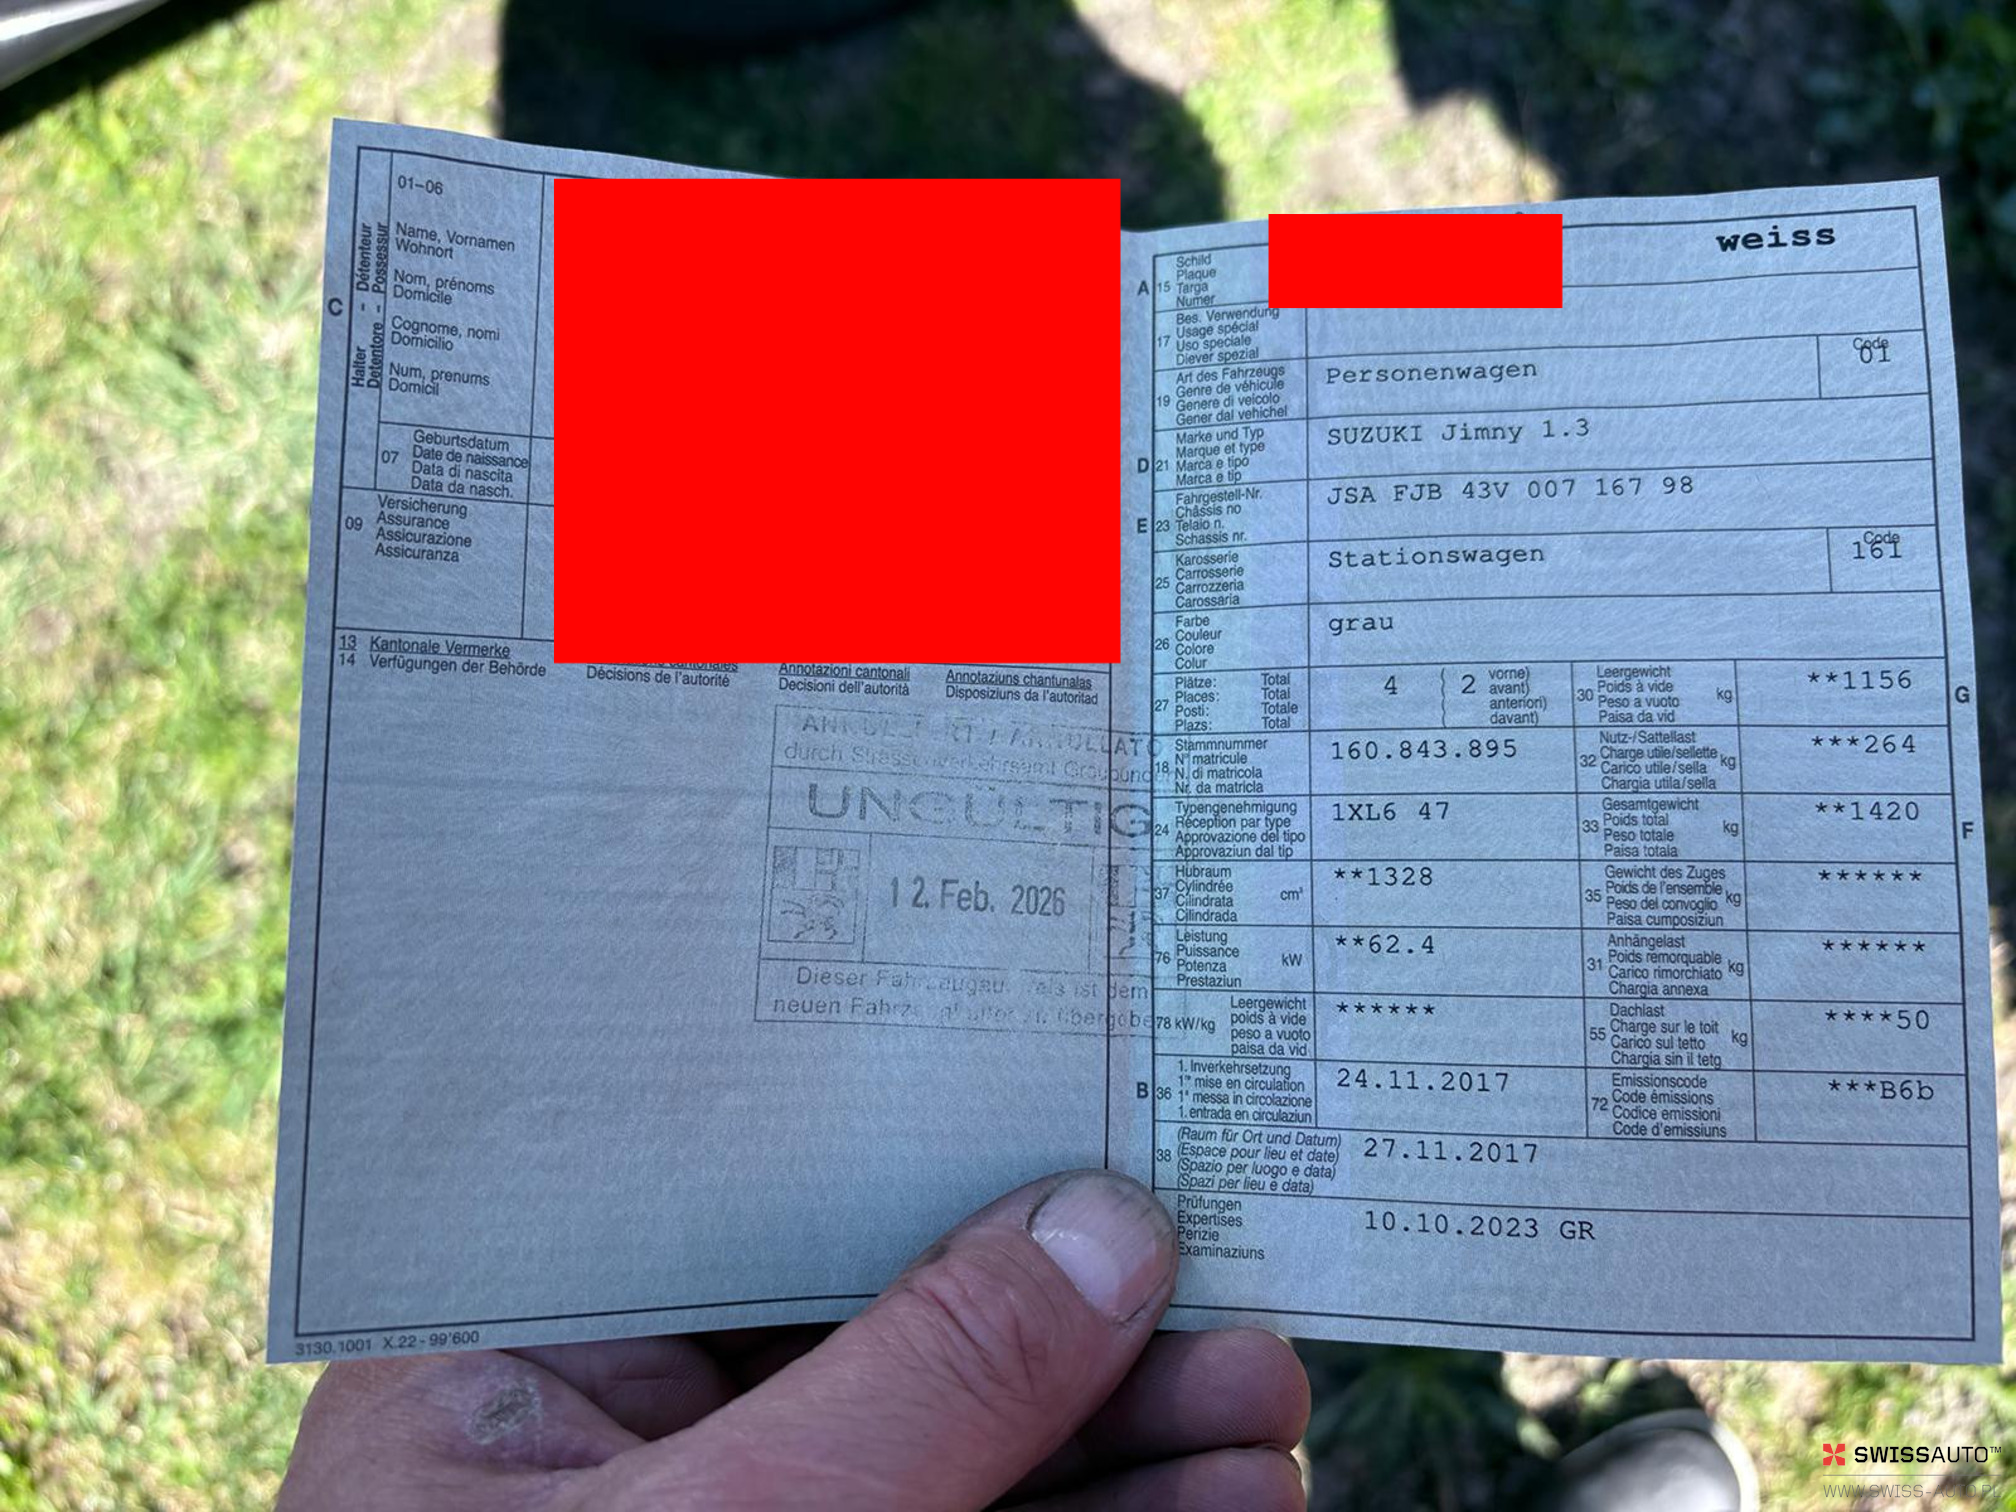 C
Halter - Détenteur
Detentore - Possessur
01–06
Name, Vornamen
Wohnort
Nom, prénoms
Domicile
Cognome, nomi
Domicilio
Num, prenums
Domicil
07
Geburtsdatum
Date de naissance
Data di nascita
Data da nasch.
09
Versicherung
Assurance
Assicurazione
Assicuranza
13 Kantonale Vermerke
14 Verfügungen der Behörde
Décisions de l'autorité
Annotazioni cantonali
Decisioni dell'autorità
Annotaziuns chantunalas
Disposiziuns da l'autoritad
durch
UNGÜLTIG
12. Feb. 2026
Dieser ist dem
neuen
3130.1001 X.22 - 99'600
weiss
A 15 Schild
Plaque
Targa
Numer
17 Bes. Verwendung
Usage spécial
Uso speciale
Diever spezial
19 Art des Fahrzeugs
Genre de véhicule
Genere di veicolo
Gener dal vehichel
Personenwagen
Code
01
D 21 Marke und Typ
Marque et type
Marca e tipo
Marca e tip
SUZUKI Jimny 1.3
E 23 Fahrgestell-Nr.
Châssis no
Telaio n.
Schassis nr.
JSA FJB 43V 007 167 98
25 Karosserie
Carrosserie
Carrozzeria
Carossaria
Stationswagen
Code
161
26 Farbe
Couleur
Colore
Colur
grau
27 Plätze: Total
Places: Total
Posti: Totale
Plazs: Total
4 ( 2 vorne)
avant)
anteriori)
davant)
30 Leergewicht
Poids à vide
Peso a vuoto
Paisa da vid
kg
**1156
G
18 Stammnummer
N° matricule
N. di matricola
Nr. da matricla
160.843.895
32 Nutz-/Sattellast
Charge utile/sellette
Carico utile/sella
Chargia utila/sella
kg
***264
24 Typengenehmigung
Réception par type
Approvazione del tipo
Approvaziun dal tip
1XL6 47
33 Gesamtgewicht
Poids total
Peso totale
Paisa totala
kg
**1420
F
37 Hubraum
Cylindrée
Cilindrata
Cilindrada
cm³
**1328
35 Gewicht des Zuges
Poids de l'ensemble
Peso del convoglio
Paisa cumposiziun
kg
******
76 Leistung
Puissance
Potenza
Prestaziun
kW
**62.4
31 Anhängelast
Poids remorquable
Carico rimorchiato
Chargia annexa
kg
******
78 kW/kg
Leergewicht
poids à vide
peso a vuoto
paisa da vid
******
55 Dachlast
Charge sur le toit
Carico sul tetto
Chargia sin il tetg
kg
****50
B 36 1. Inverkehrsetzung
1re mise en circulation
1a messa in circolazione
1. entrada en circulaziun
24.11.2017
72 Emissionscode
Code émissions
Codice emissioni
Code d'emissiuns
***B6b
38 (Raum für Ort und Datum)
(Espace pour lieu et date)
(Spazio per luogo e data)
(Spazi per lieu e data)
27.11.2017
Prüfungen
Expertises
Perizie
Examinaziuns
10.10.2023 GR
SWISSAUTO™
WWW.SWISS-AUTO.PL